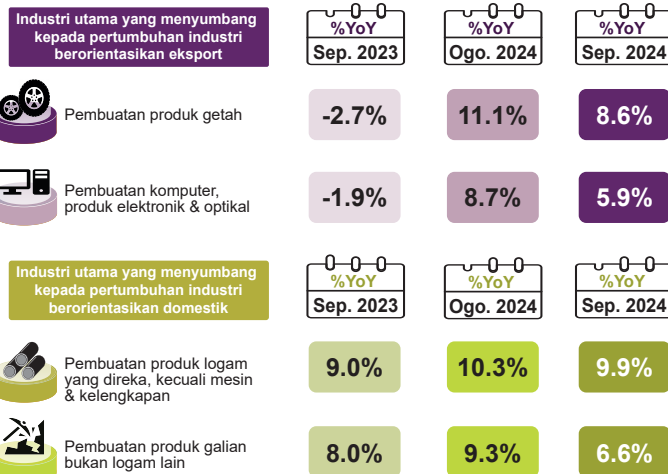 Industri utama yang menyumbang
kepada pertumbuhan industri
berorientasikan eksport
%YoY
Sep. 2023
%YoY
Ogo. 2024
%YoY
Sep. 2024
Pembuatan produk getah
-2.7%
11.1%
8.6%
Pembuatan komputer,
produk elektronik & optikal
-1.9%
8.7%
5.9%
Industri utama yang menyumbang
kepada pertumbuhan industri
berorientasikan domestik
%YoY
Sep. 2023
%YoY
Ogo. 2024
%YoY
Sep. 2024
Pembuatan produk logam
yang direka, kecuali mesin
& kelengkapan
9.0%
10.3%
9.9%
Pembuatan produk galian
bukan logam lain
8.0%
9.3%
6.6%